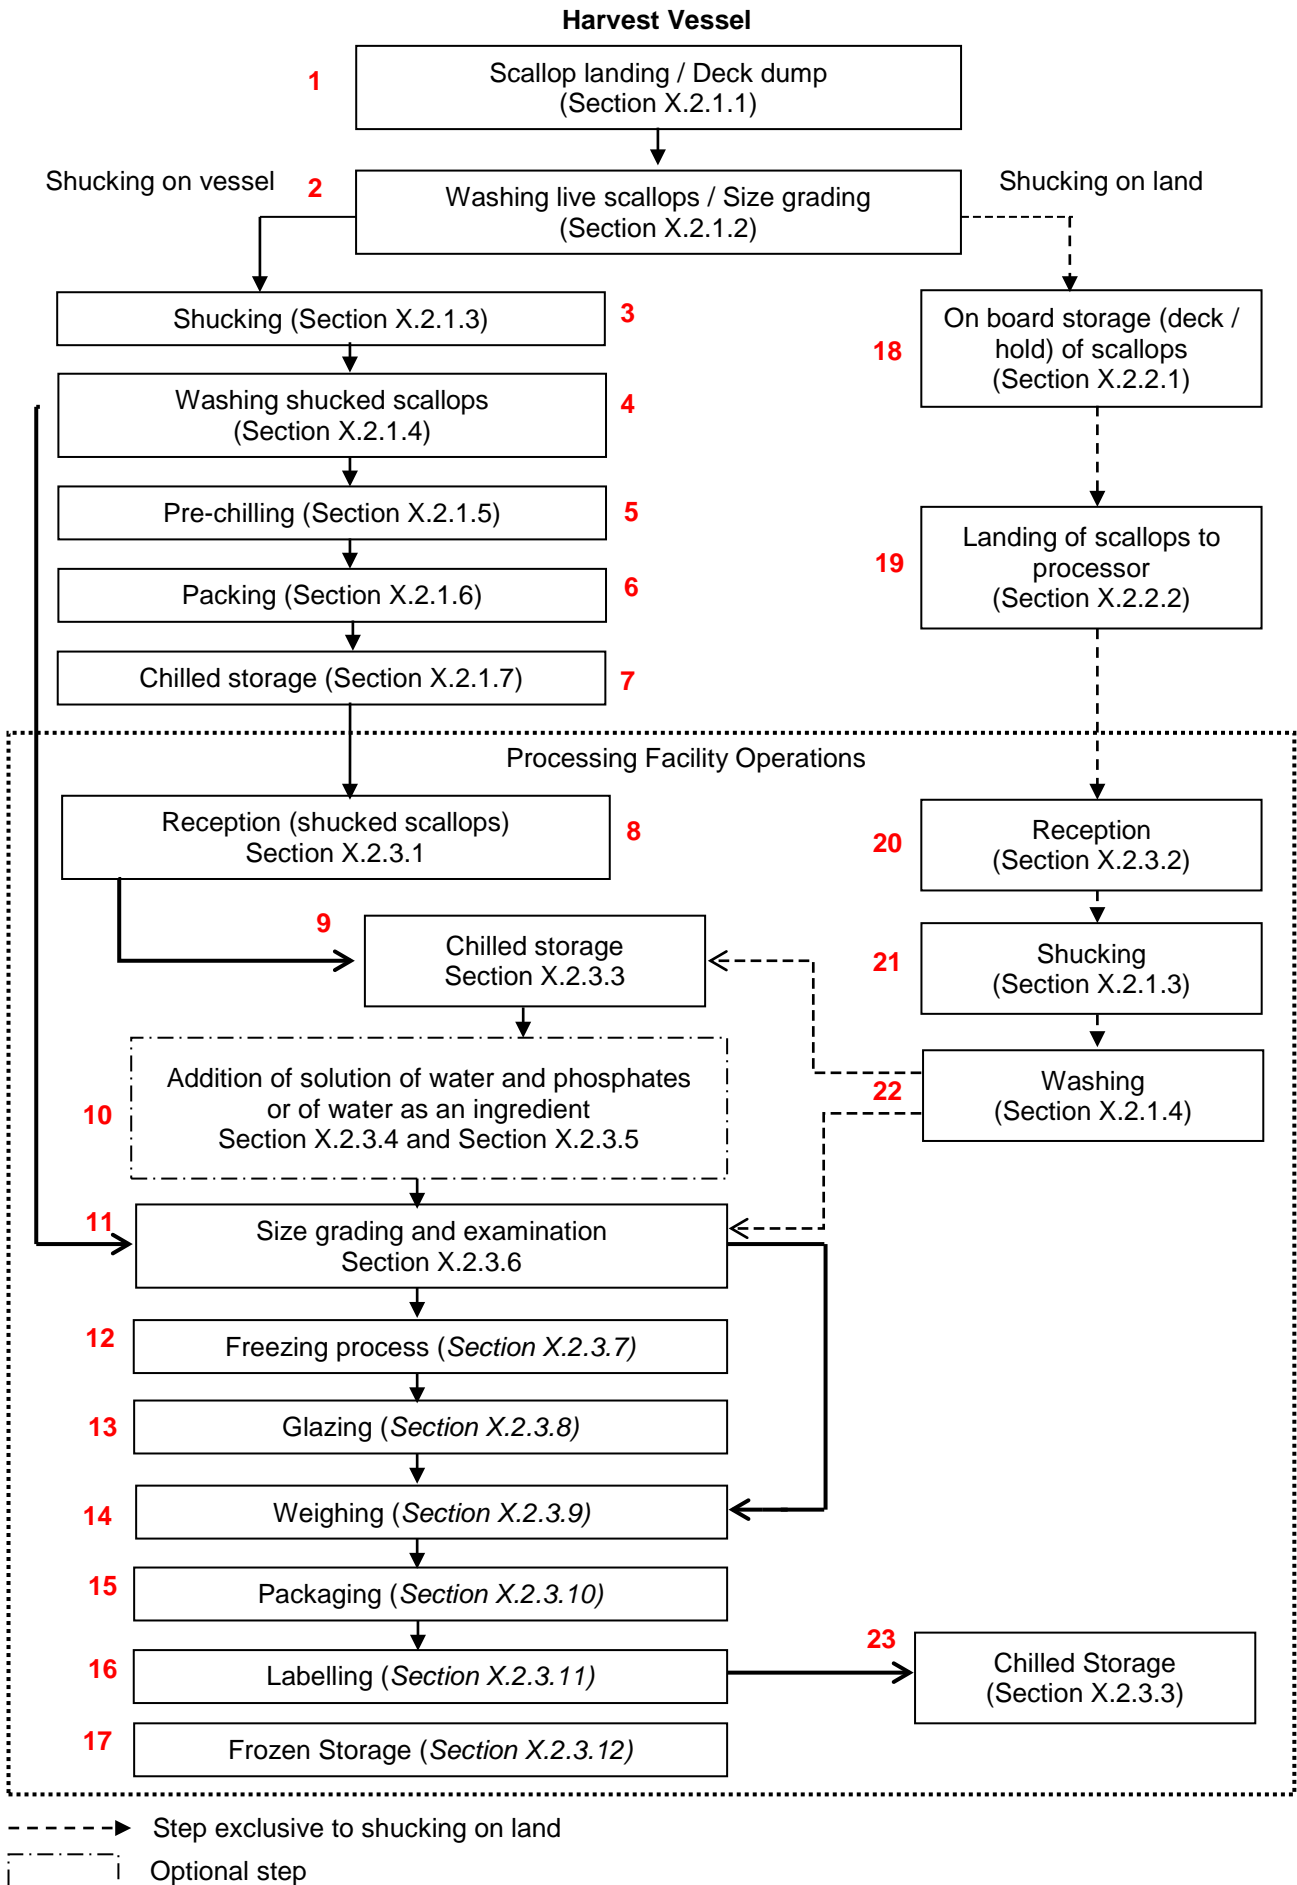 Harvest Vessel
1
Scallop landing / Deck dump
(Section X.2.1.1)
Shucking on vessel
2
Washing live scallops / Size grading
(Section X.2.1.2)
Shucking on land
Shucking (Section X.2.1.3)
3
18
On board storage (deck /
hold) of scallops
(Section X.2.2.1)
Washing shucked scallops
(Section X.2.1.4)
4
Pre-chilling (Section X.2.1.5)
5
19
Landing of scallops to
processor
(Section X.2.2.2)
Packing (Section X.2.1.6)
6
Chilled storage (Section X.2.1.7)
7
Processing Facility Operations
Reception (shucked scallops)
Section X.2.3.1
8
20
Reception
(Section X.2.3.2)
9
Chilled storage
Section X.2.3.3
21
Shucking
(Section X.2.1.3)
10
Addition of solution of water and phosphates
or of water as an ingredient
Section X.2.3.4 and Section X.2.3.5
22
Washing
(Section X.2.1.4)
11
Size grading and examination
Section X.2.3.6
12
Freezing process (Section X.2.3.7)
13
Glazing (Section X.2.3.8)
14
Weighing (Section X.2.3.9)
15
Packaging (Section X.2.3.10)
16
Labelling (Section X.2.3.11)
23
Chilled Storage
(Section X.2.3.3)
17
Frozen Storage (Section X.2.3.12)
Step exclusive to shucking on land
Optional step